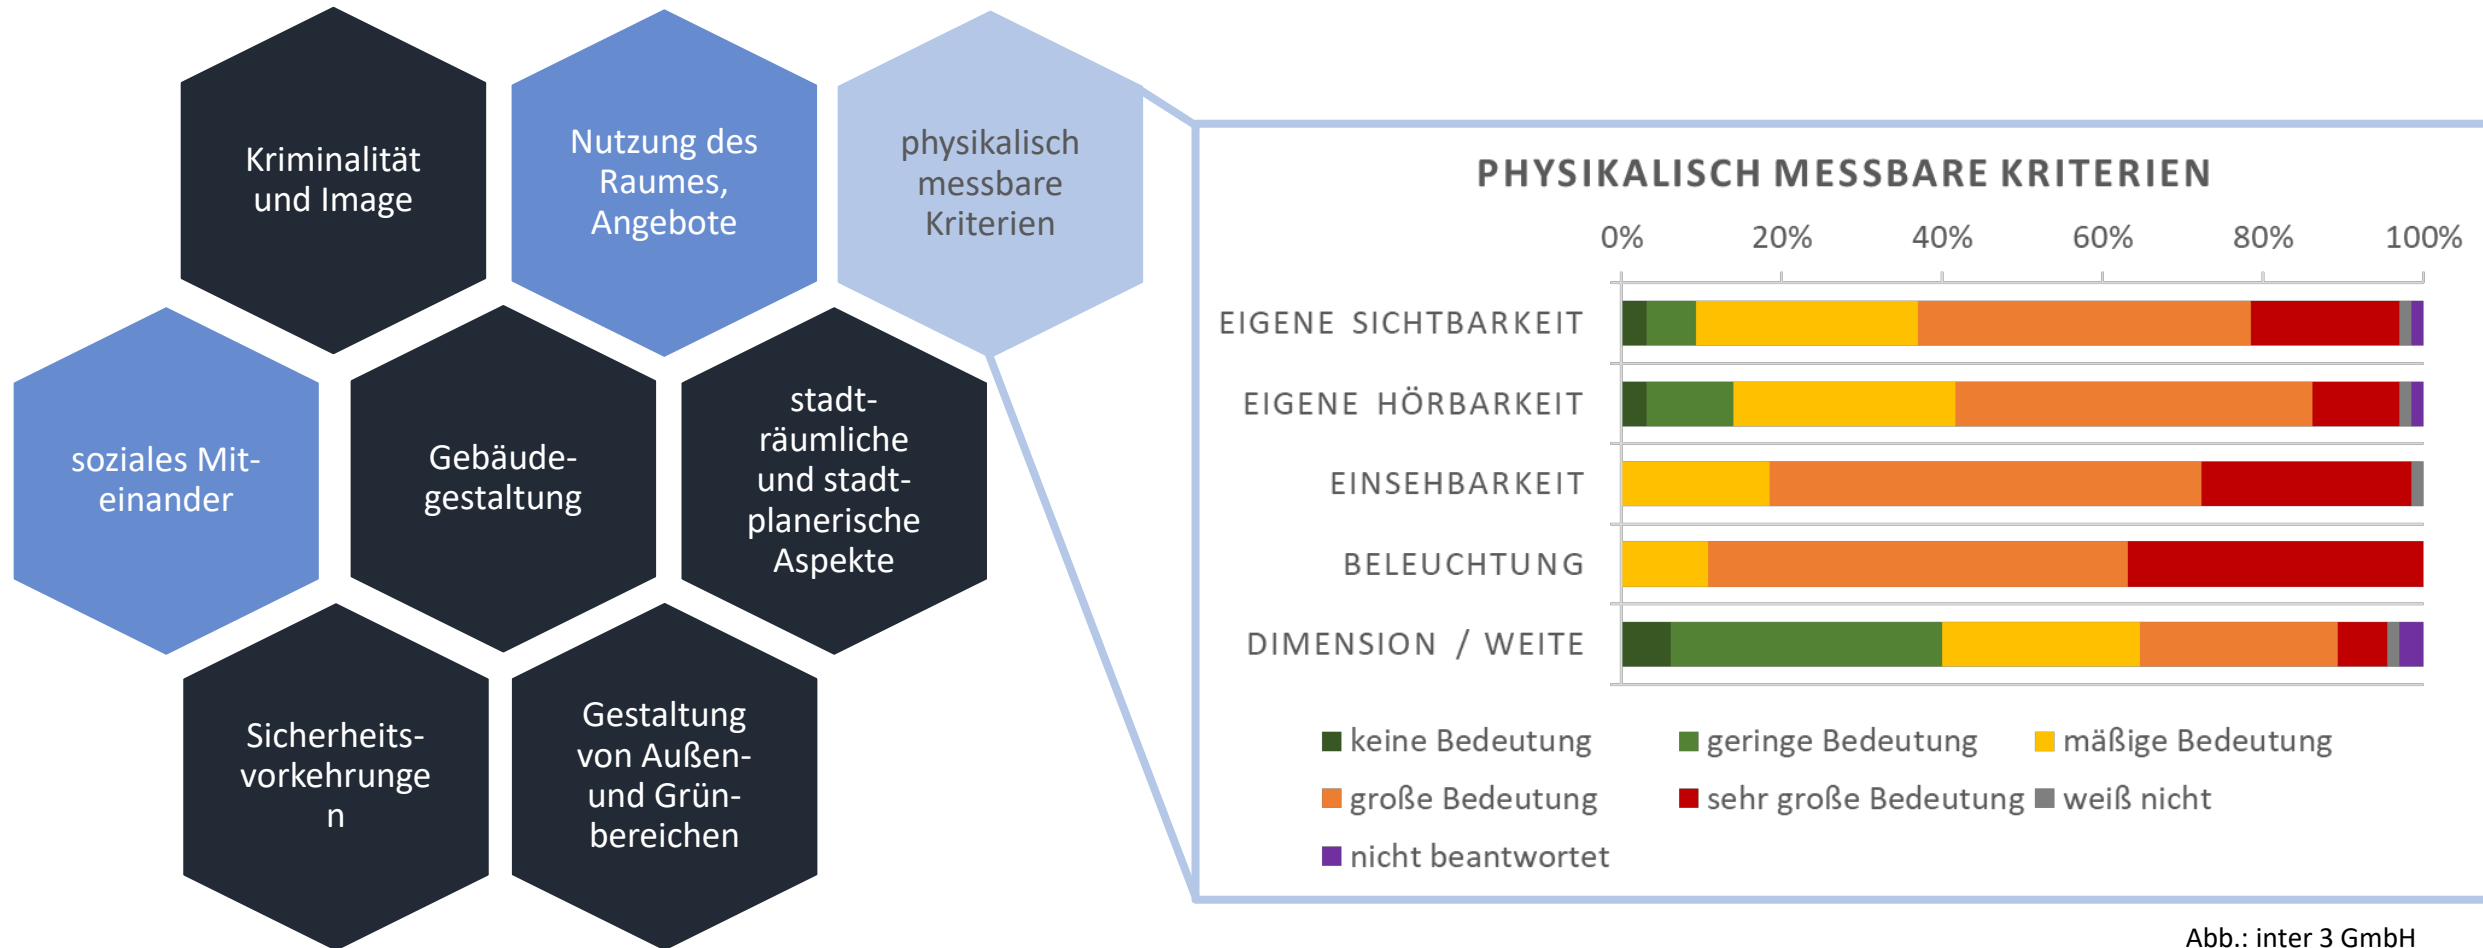 Kriminalität
und Image
Nutzung des
Raumes,
Angebote
physikalisch
messbare
Kriterien
soziales Mit-
einander
Gebäude-
gestaltung
stadt-
räumliche
und stadt-
planerische
Aspekte
Sicherheits-
vorkehrunge
n
Gestaltung
von Außen-
und Grün-
bereichen
PHYSIKALISCH MESSBARE KRITERIEN
0% 20% 40% 60% 80% 100%
EIGENE SICHTBARKEIT
EIGENE HÖRBARKEIT
EINSEHBARKEIT
BELEUCHTUNG
DIMENSION / WEITE
keine Bedeutung geringe Bedeutung mäßige Bedeutung
große Bedeutung sehr große Bedeutung weiß nicht
nicht beantwortet
Abb.: inter 3 GmbH